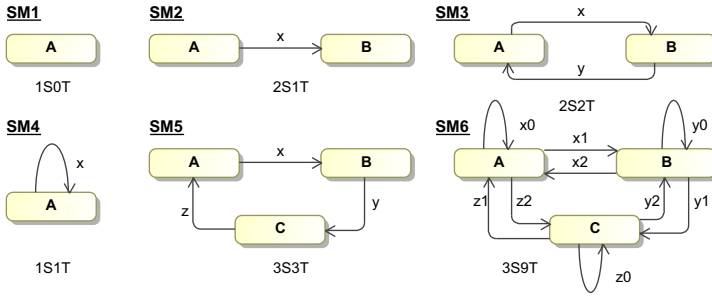 SM1
A
1S0T
SM2
A
x
B
2S1T
SM3
A
x
B
y
2S2T
SM4
x
A
1S1T
SM5
A
x
B
z
y
C
3S3T
SM6
x0
y0
x1
A
x2
B
z1
z2
y2
y1
C
3S9T
z0